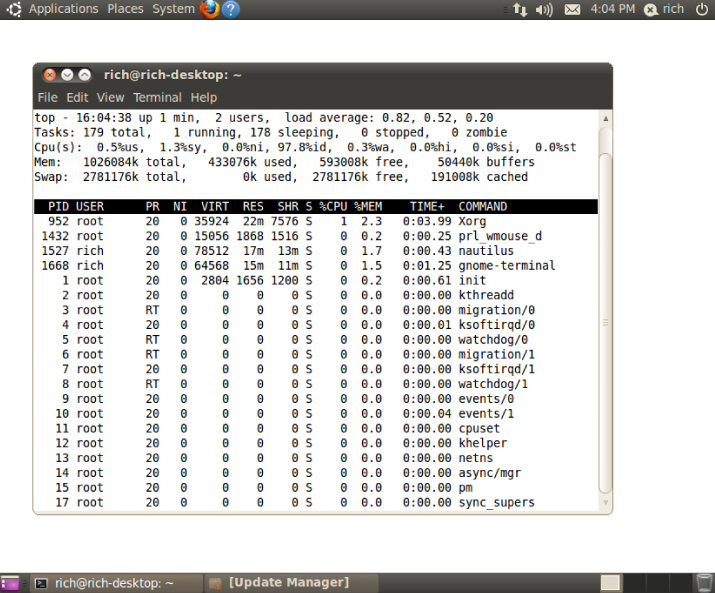 Applications Places System ? 4:04 PM rich
rich@rich-desktop: ~
File Edit View Terminal Help
top - 16:04:38 up 1 min,  2 users,  load average: 0.82, 0.52, 0.20
Tasks: 179 total,   1 running, 178 sleeping,   0 stopped,   0 zombie
Cpu(s):  0.5%us,  1.3%sy,  0.0%ni, 97.8%id,  0.3%wa,  0.0%hi,  0.0%si,  0.0%st
Mem:   1026084k total,   433076k used,   593008k free,    50440k buffers
Swap:  2781176k total,        0k used,  2781176k free,   191008k cached
PID USER      PR  NI  VIRT  RES  SHR S %CPU %MEM    TIME+  COMMAND
952 root      20   0 35924  22m 7576 S    1  2.3   0:03.99 Xorg
1432 root      20   0 15056 1868 1516 S    0  0.2   0:00.25 prl_wmouse_d
1527 rich      20   0 78512  17m  13m S    0  1.7   0:00.43 nautilus
1668 rich      20   0 64568  15m  11m S    0  1.5   0:01.25 gnome-terminal
1 root      20   0  2804 1656 1200 S    0  0.2   0:00.61 init
2 root      20   0     0    0    0 S    0  0.0   0:00.00 kthreadd
3 root      RT   0     0    0    0 S    0  0.0   0:00.00 migration/0
4 root      20   0     0    0    0 S    0  0.0   0:00.01 ksoftirqd/0
5 root      RT   0     0    0    0 S    0  0.0   0:00.00 watchdog/0
6 root      RT   0     0    0    0 S    0  0.0   0:00.00 migration/1
7 root      20   0     0    0    0 S    0  0.0   0:00.00 ksoftirqd/1
8 root      RT   0     0    0    0 S    0  0.0   0:00.00 watchdog/1
9 root      20   0     0    0    0 S    0  0.0   0:00.00 events/0
10 root      20   0     0    0    0 S    0  0.0   0:00.04 events/1
11 root      20   0     0    0    0 S    0  0.0   0:00.00 cpuset
12 root      20   0     0    0    0 S    0  0.0   0:00.00 khelper
13 root      20   0     0    0    0 S    0  0.0   0:00.00 netns
14 root      20   0     0    0    0 S    0  0.0   0:00.00 async/mgr
15 root      20   0     0    0    0 S    0  0.0   0:00.00 pm
17 root      20   0     0    0    0 S    0  0.0   0:00.00 sync_supers
rich@rich-desktop: ~ [Update Manager]